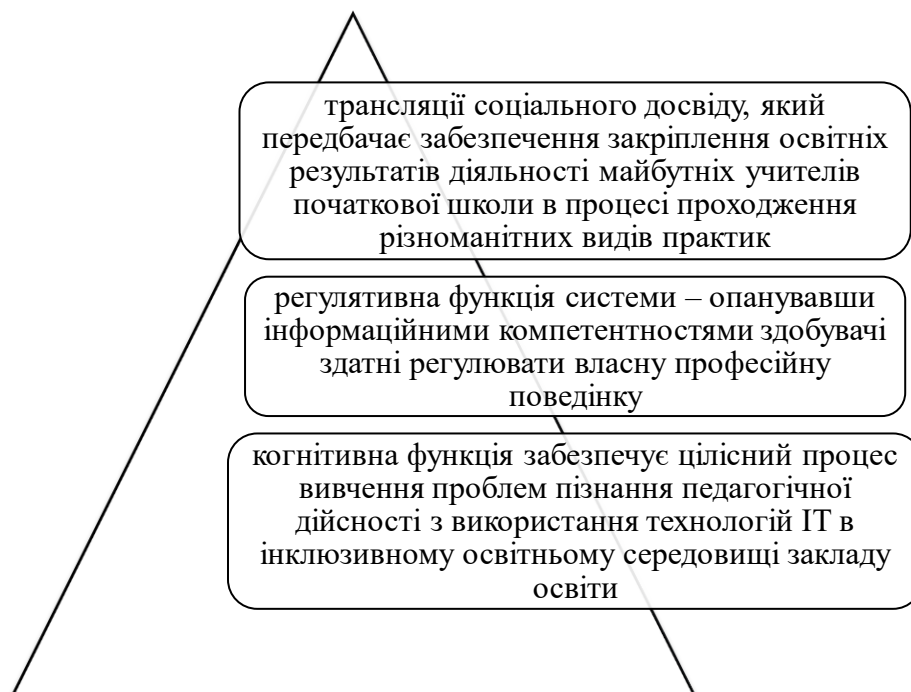 трансляції соціального досвіду, який
передбачає забезпечення закріплення освітніх
результатів діяльності майбутніх учителів
початкової школи в процесі проходження
різноманітних видів практик
регулятивна функція системи – опанувавши
інформаційними компетентностями здобувачі
здатні регулювати власну професійну
поведінку
когнітивна функція забезпечує цілісний процес
вивчення проблем пізнання педагогічної
дійсності з використання технологій ІТ в
інклюзивному освітньому середовищі закладу
освіти